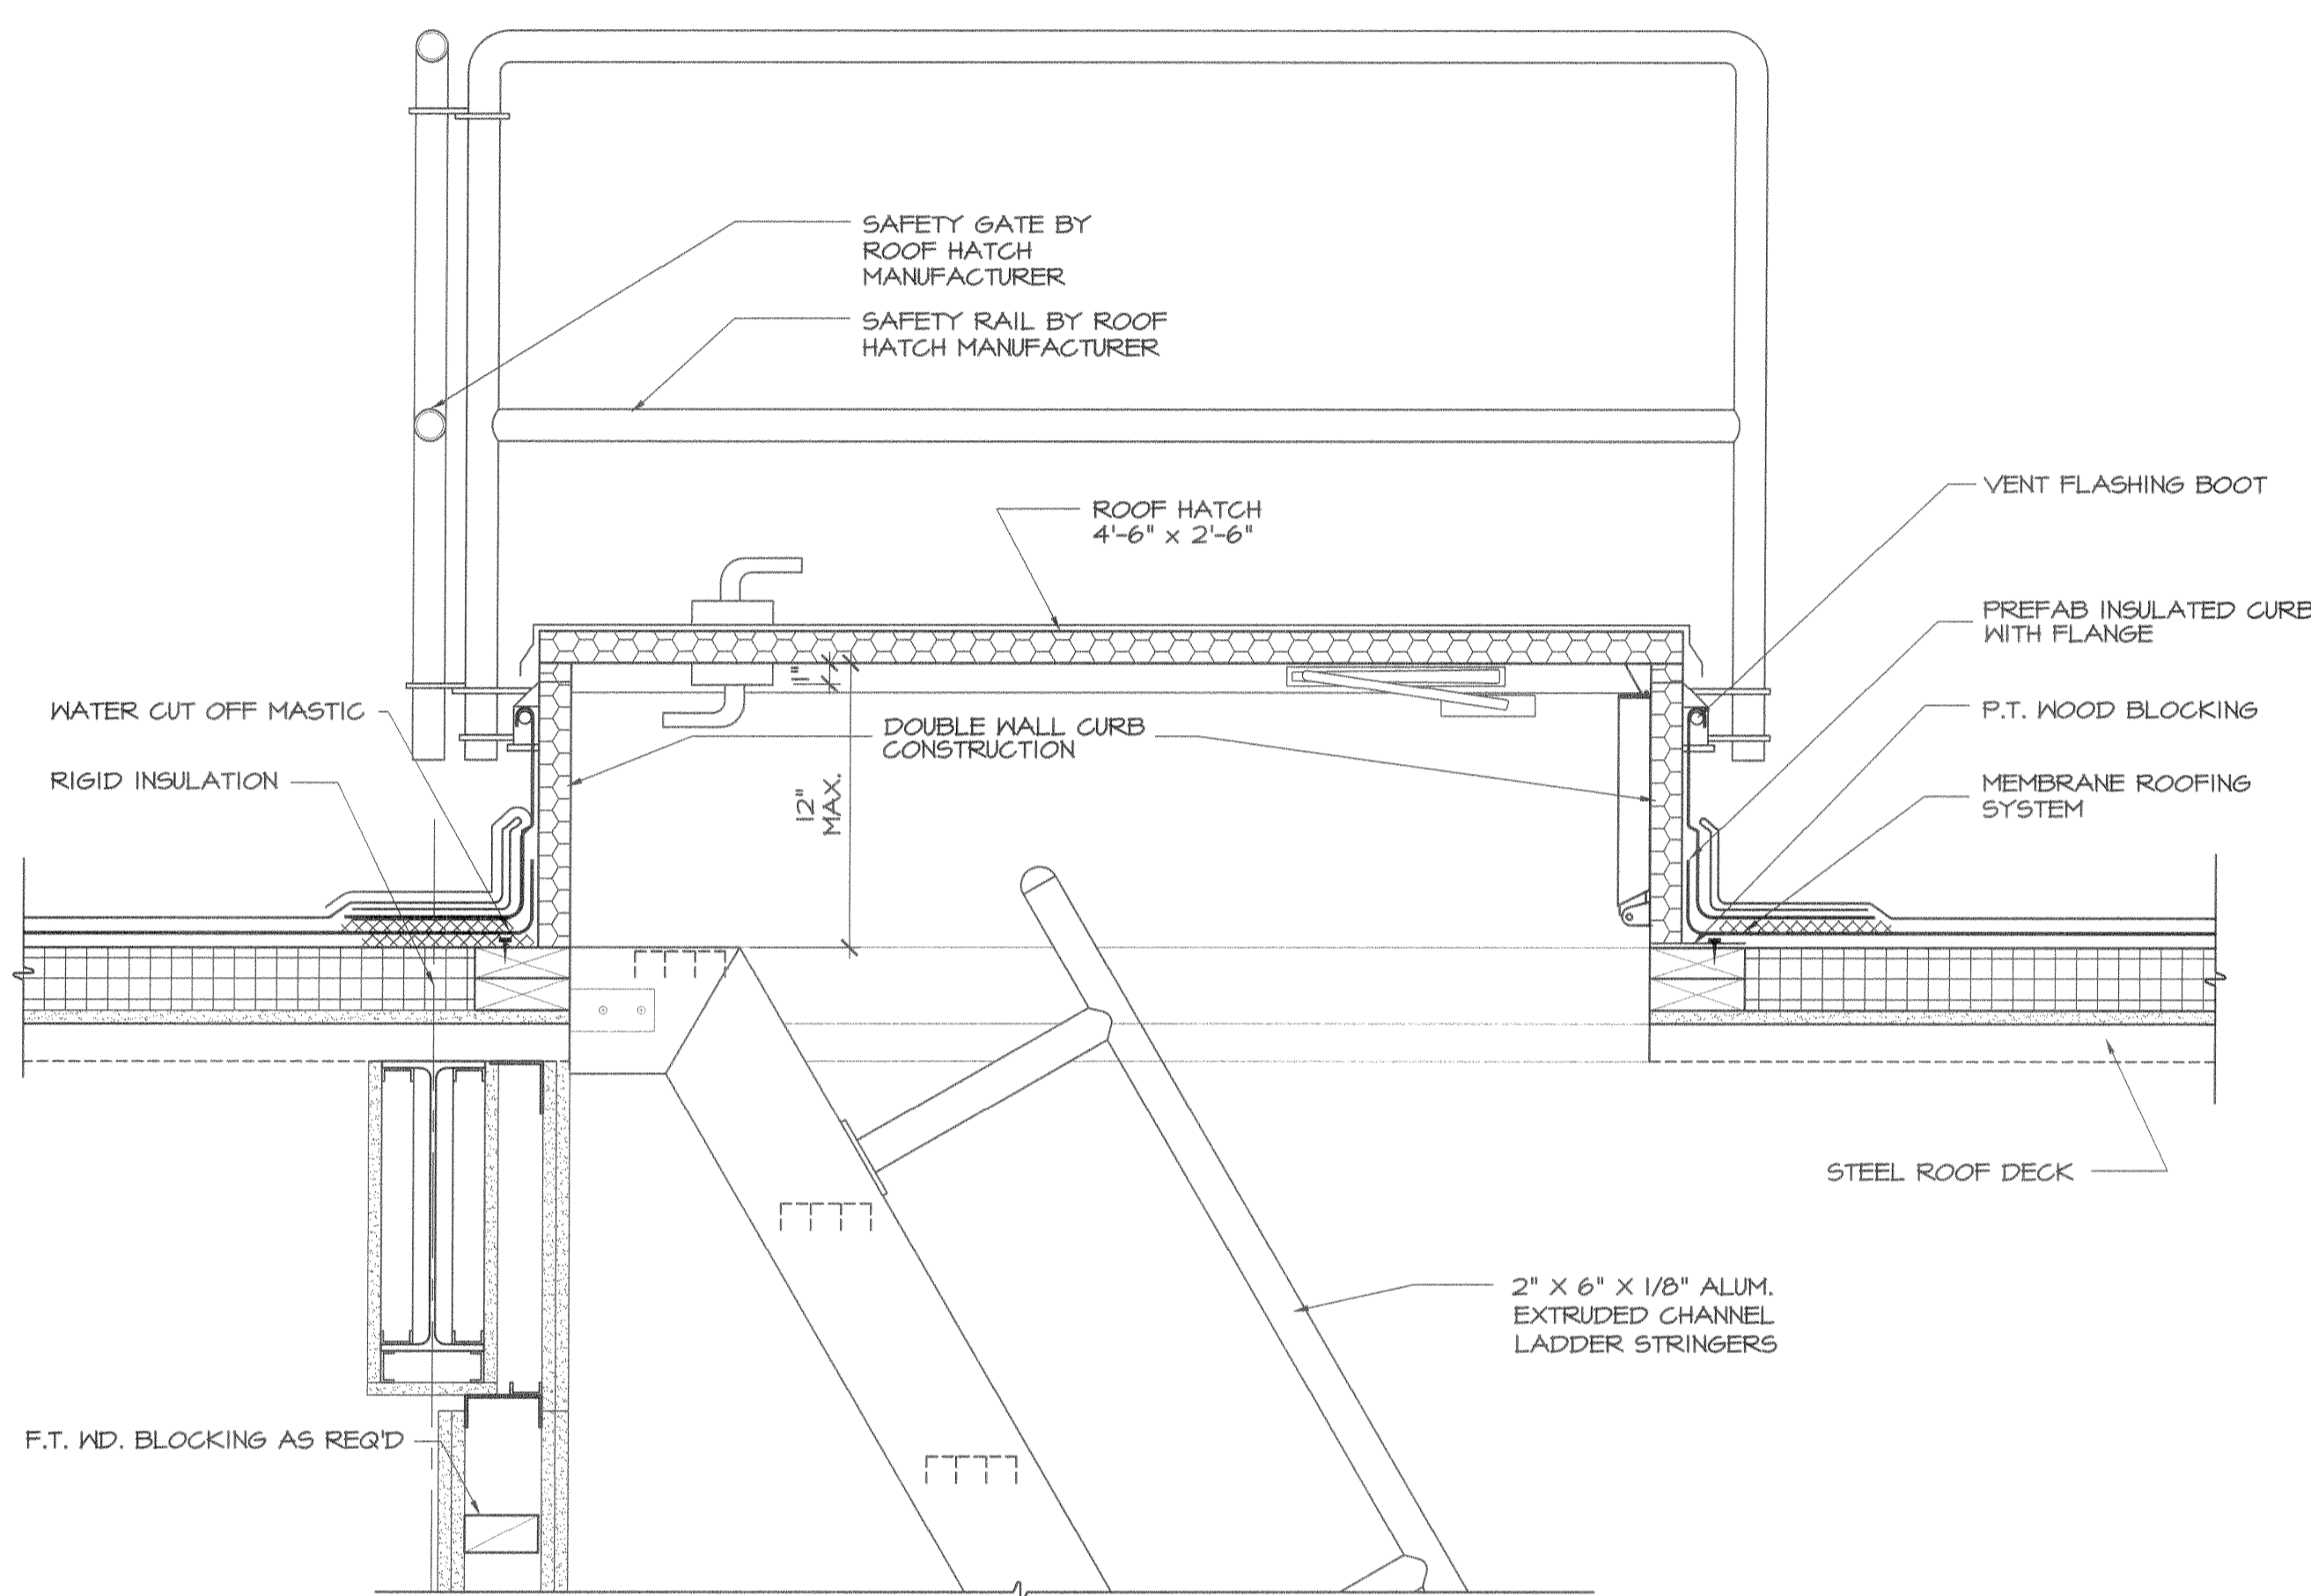 SAFETY GATE BY
ROOF HATCH
MANUFACTURER
SAFETY RAIL BY ROOF
HATCH MANUFACTURER
ROOF HATCH
4'-6" x 2'-6"
VENT FLASHING BOOT
PREFAB INSULATED CURB
WITH FLANGE
WATER CUT OFF MASTIC
1"
DOUBLE WALL CURB
CONSTRUCTION
P.T. WOOD BLOCKING
RIGID INSULATION
12"
MAX.
MEMBRANE ROOFING
SYSTEM
STEEL ROOF DECK
2" X 6" X 1/8" ALUM.
EXTRUDED CHANNEL
LADDER STRINGERS
F.T. WD. BLOCKING AS REQ'D